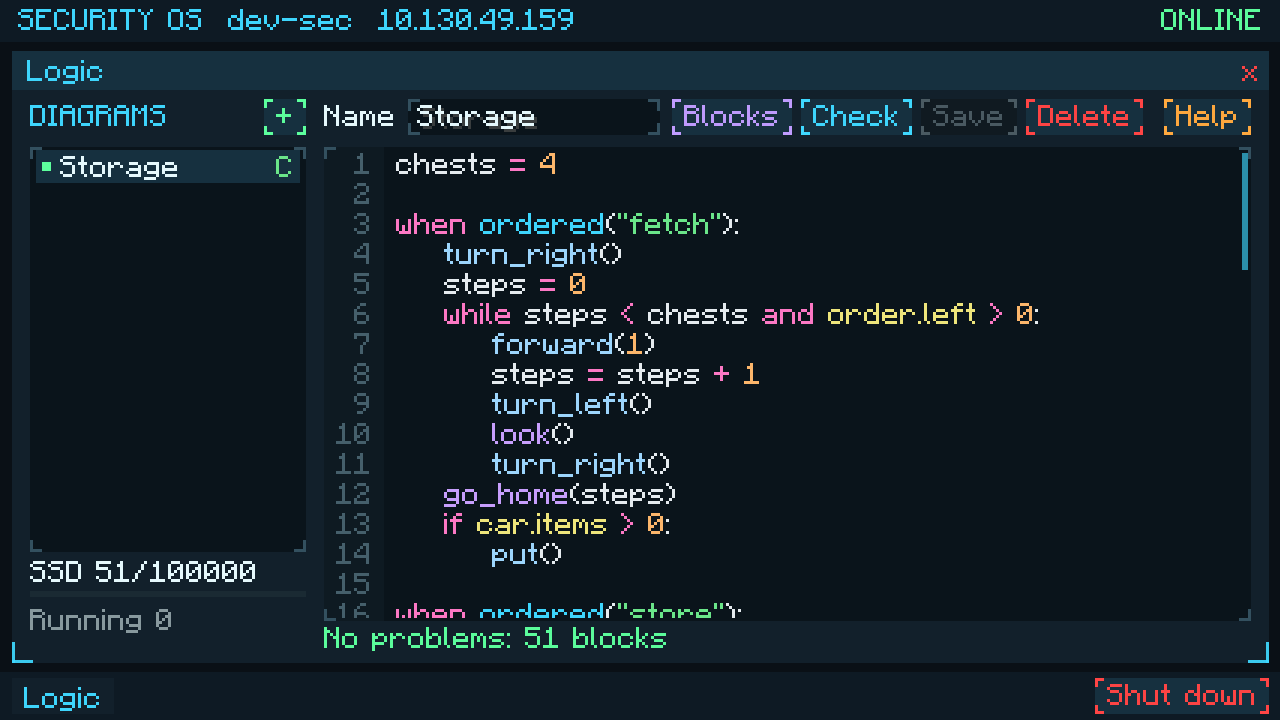 SECURITY OS dev-sec 10.130.49.159 ONLINE
Logic x
DIAGRAMS [+] Name Storage [Blocks] [Check] [Save] [Delete] [Help]
Storage C
1 chests = 4
2
3 when ordered("fetch"):
4 turn_right()
5 steps = 0
6 while steps < chests and order.left > 0:
7 forward(1)
8 steps = steps + 1
9 turn_left()
10 look()
11 turn_right()
12 go_home(steps)
13 if car.items > 0:
14 put()
15
16 when ordered("store"):
SSD 51/100000
Running 0
No problems: 51 blocks
Logic [Shut down]